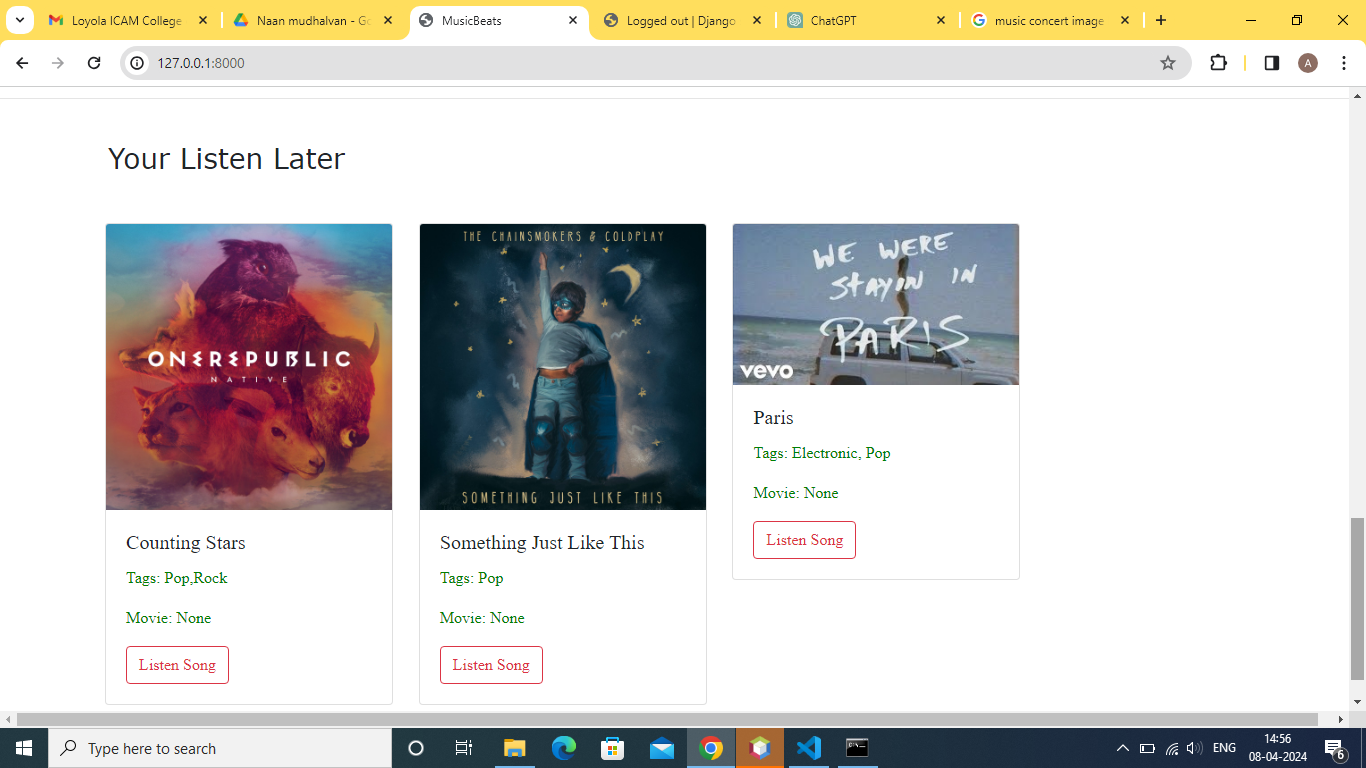 Loyola ICAM College
Naan mudhalvan - Go
MusicBeats
Logged out | Django
ChatGPT
music concert image
127.0.0.1:8000
A
Your Listen Later
ONEREPUBLIC
NATIVE
THE CHAINSMOKERS & COLDPLAY
SOMETHING JUST LIKE THIS
WE WERE
STAYIN IN
PARIS
vevo
Counting Stars
Tags: Pop,Rock
Movie: None
Listen Song
Something Just Like This
Tags: Pop
Movie: None
Listen Song
Paris
Tags: Electronic, Pop
Movie: None
Listen Song
Type here to search
ENG
14:56
08-04-2024
6